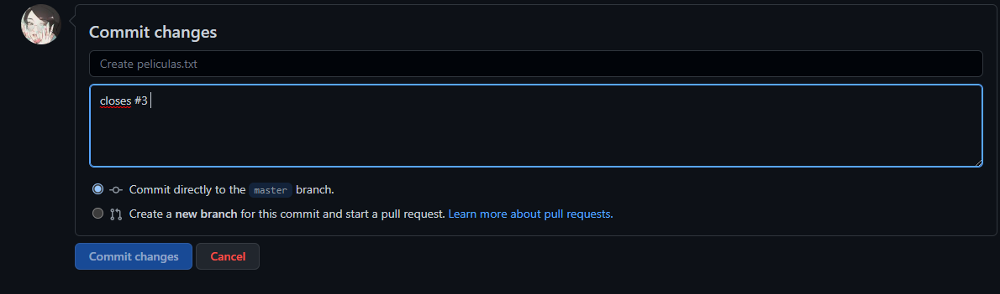 Commit changes
Create peliculas.txt
closes #3
Commit directly to the master branch.
Create a new branch for this commit and start a pull request. Learn more about pull requests.
Commit changes Cancel